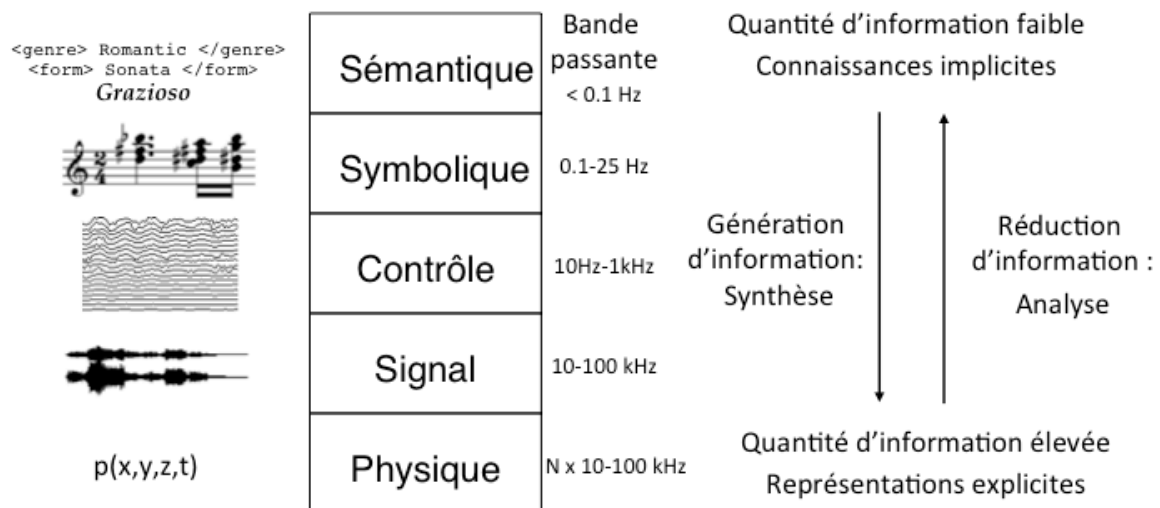 <genre> Romantic </genre>
<form> Sonata </form>
Grazioso
2
4
p(x,y,z,t)
Sémantique
Symbolique
Contrôle
Signal
Physique
Bande
passante
< 0.1 Hz
0.1-25 Hz
10Hz-1kHz
10-100 kHz
N x 10-100 kHz
Quantité d’information faible
Connaissances implicites
Génération
d’information:
Synthèse
Réduction
d’information :
Analyse
Quantité d’information élevée
Représentations explicites